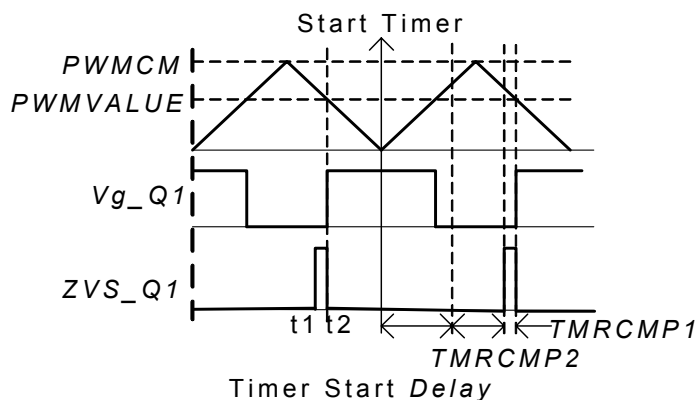 Start Timer
PWMCM
PWMVALUE
Vg_Q1
ZVS_Q1
t1 t2
TMRCMP1
TMRCMP2
Timer Start Delay